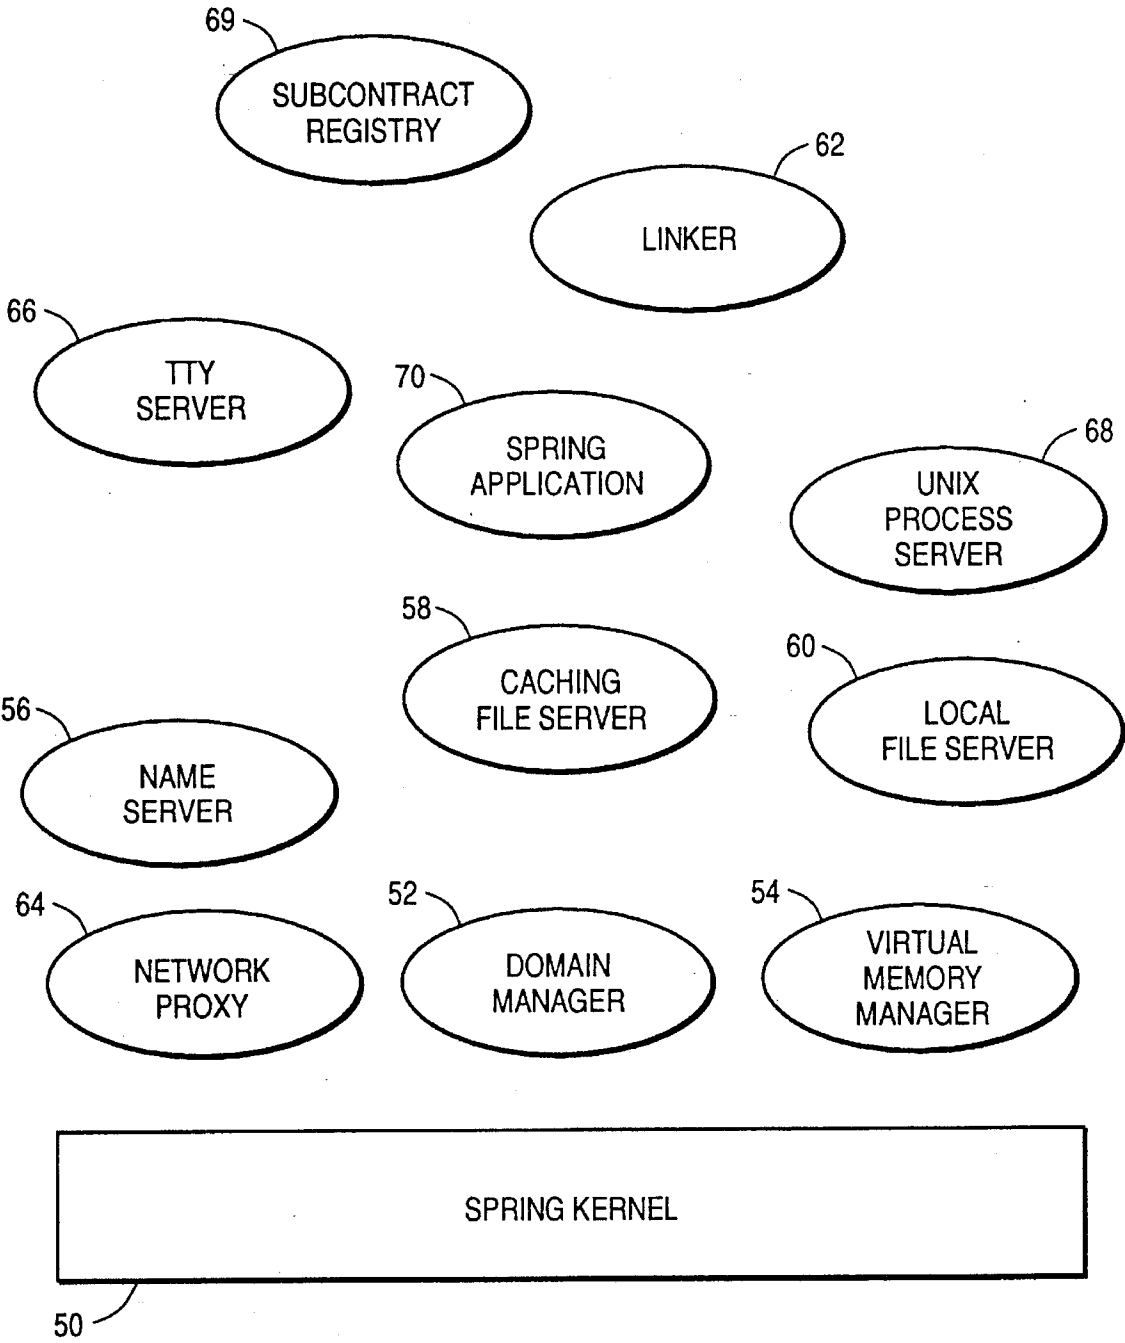 69
SUBCONTRACT
REGISTRY
62
LINKER
66
TTY
SERVER
70
SPRING
APPLICATION
68
UNIX
PROCESS
SERVER
58
CACHING
FILE SERVER
60
LOCAL
FILE SERVER
56
NAME
SERVER
64
NETWORK
PROXY
52
DOMAIN
MANAGER
54
VIRTUAL
MEMORY
MANAGER
SPRING KERNEL
50